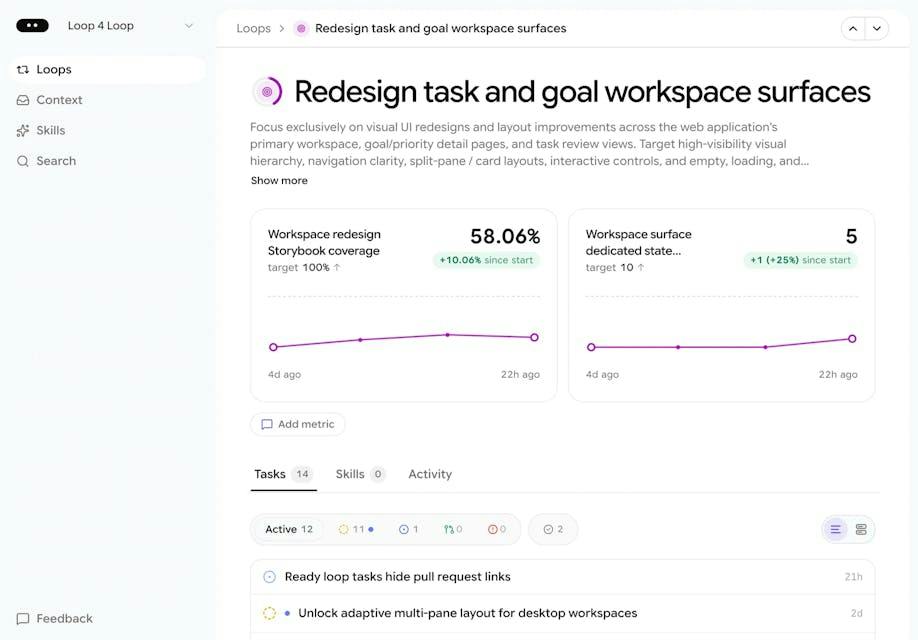 Loop 4 Loop
Loops
Context
Skills
Search
Feedback
Loops > Redesign task and goal workspace surfaces
Redesign task and goal workspace surfaces
Focus exclusively on visual UI redesigns and layout improvements across the web application's
primary workspace, goal/priority detail pages, and task review views. Target high-visibility visual
hierarchy, navigation clarity, split-pane / card layouts, interactive controls, and empty, loading, and...
Show more
Workspace redesign
Storybook coverage
target 100% ↑
58.06%
+10.06% since start
4d ago
22h ago
Workspace surface
dedicated state...
target 10 ↑
5
+1 (+25%) since start
4d ago
22h ago
Add metric
Tasks 14
Skills 0
Activity
Active 12
11
1
0
0
2
Ready loop tasks hide pull request links
21h
Unlock adaptive multi-pane layout for desktop workspaces
2d